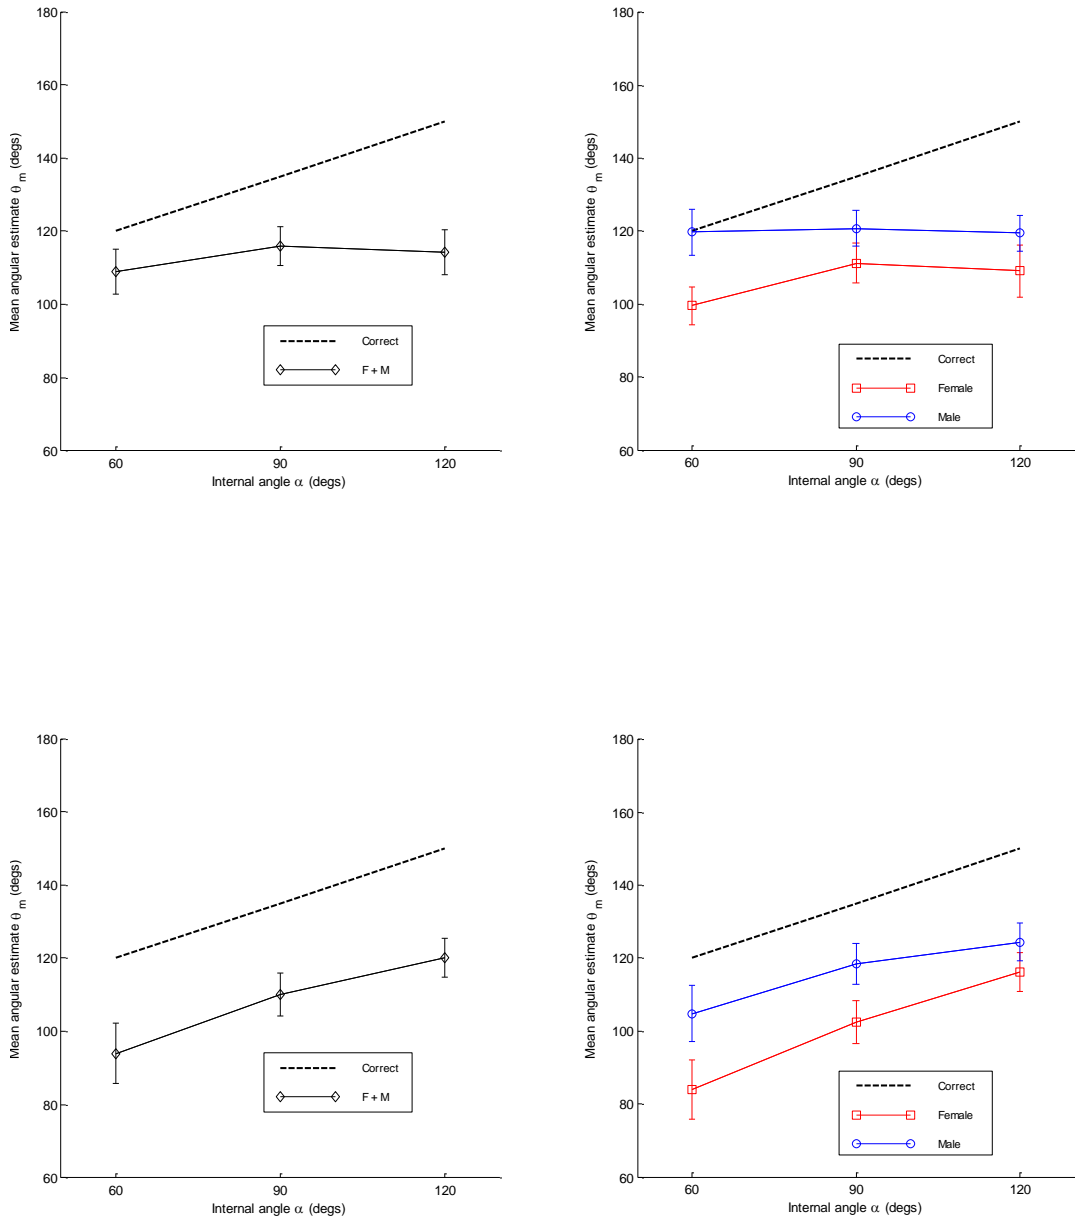 180
160
140
120
100
80
60
Mean angular estimate θ m (degs)
Correct
F + M
60 90 120
Internal angle α (degs)
180
160
140
120
100
80
60
Mean angular estimate θ m (degs)
Correct
Female
Male
60 90 120
Internal angle α (degs)
180
160
140
120
100
80
60
Mean angular estimate θ m (degs)
Correct
F + M
60 90 120
Internal angle α (degs)
180
160
140
120
100
80
60
Mean angular estimate θ m (degs)
Correct
Female
Male
60 90 120
Internal angle α (degs)